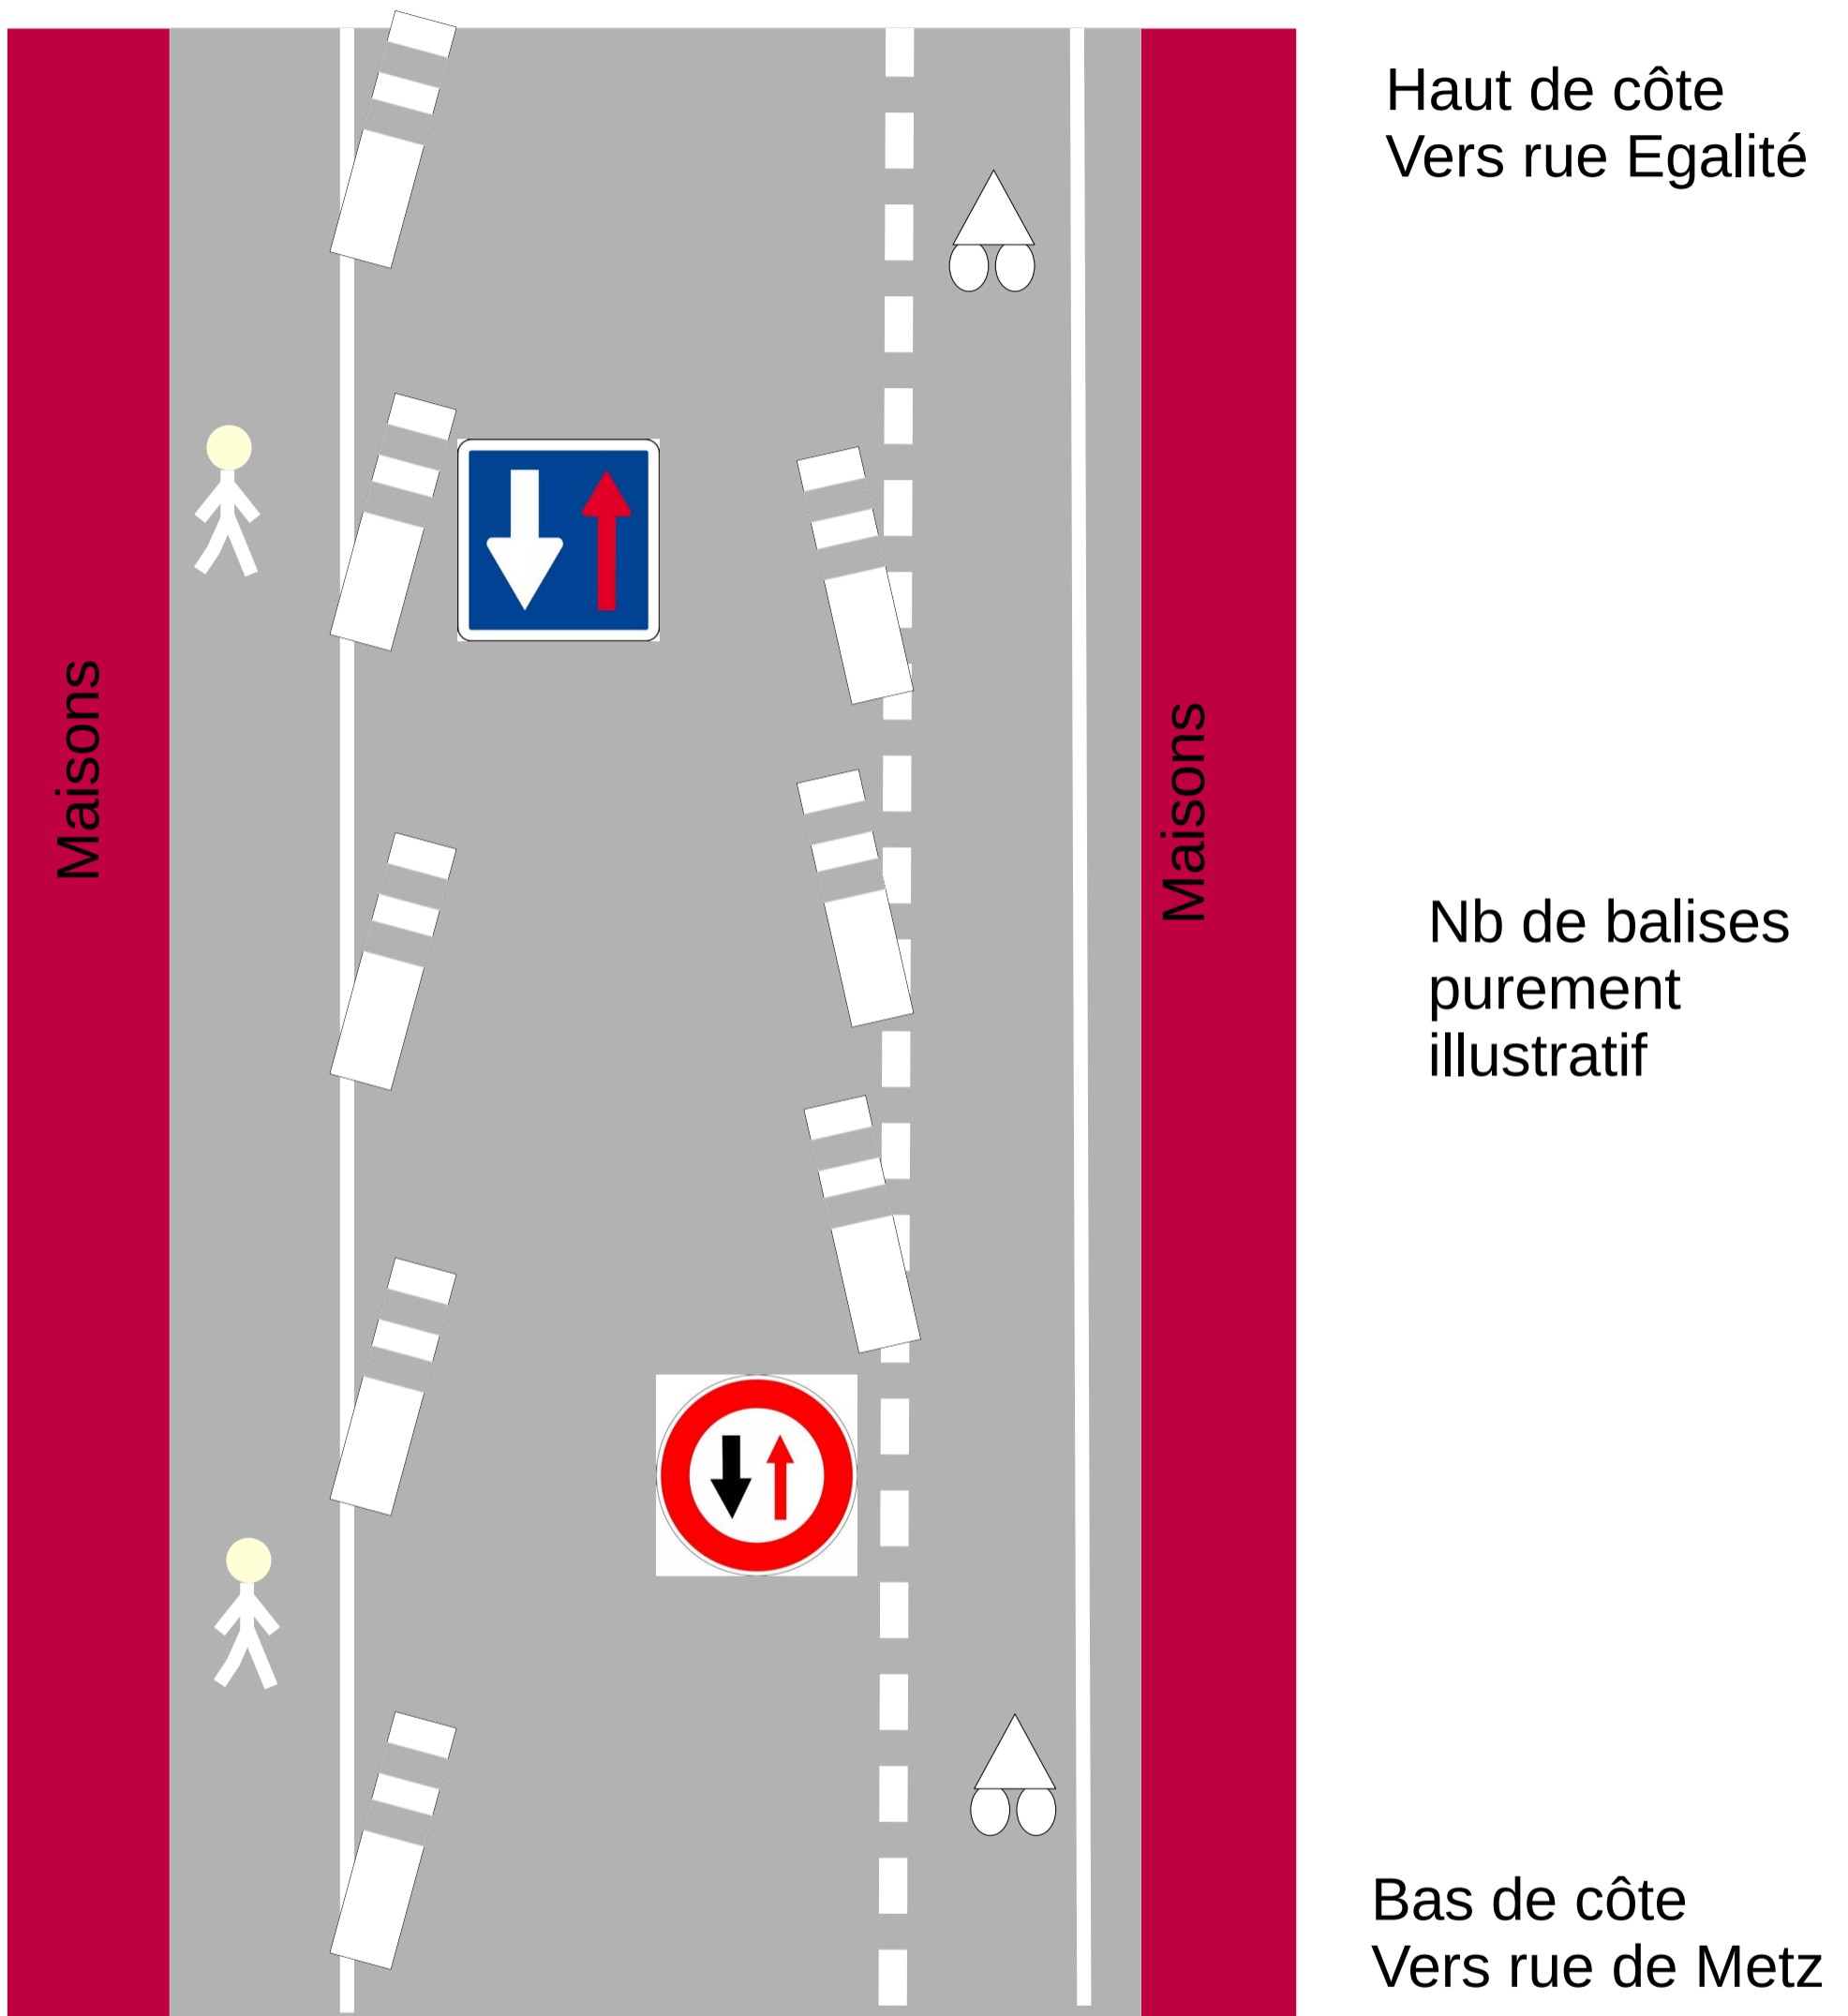 Haut de côte
Vers rue Egalité
Maisons
Maisons
Nb de balises
purement
illustratif
Bas de côte
Vers rue de Metz